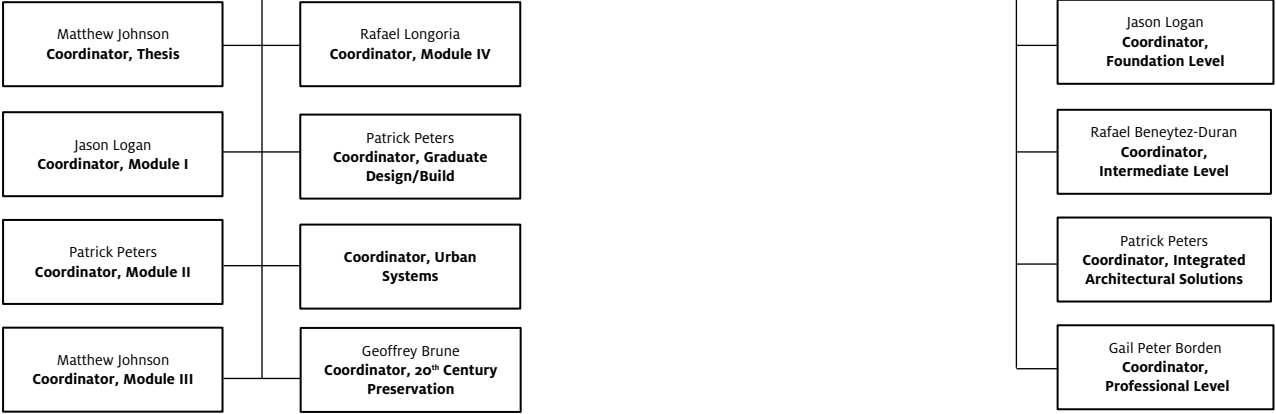 Matthew Johnson
Coordinator, Thesis
Rafael Longoria
Coordinator, Module IV
Jason Logan
Coordinator,
Foundation Level
Jason Logan
Coordinator, Module I
Patrick Peters
Coordinator, Graduate
Design/Build
Rafael Beneytez-Duran
Coordinator,
Intermediate Level
Patrick Peters
Coordinator, Module II
Coordinator, Urban
Systems
Patrick Peters
Coordinator, Integrated
Architectural Solutions
Matthew Johnson
Coordinator, Module III
Geoffrey Brune
Coordinator, 20th Century
Preservation
Gail Peter Borden
Coordinator,
Professional Level